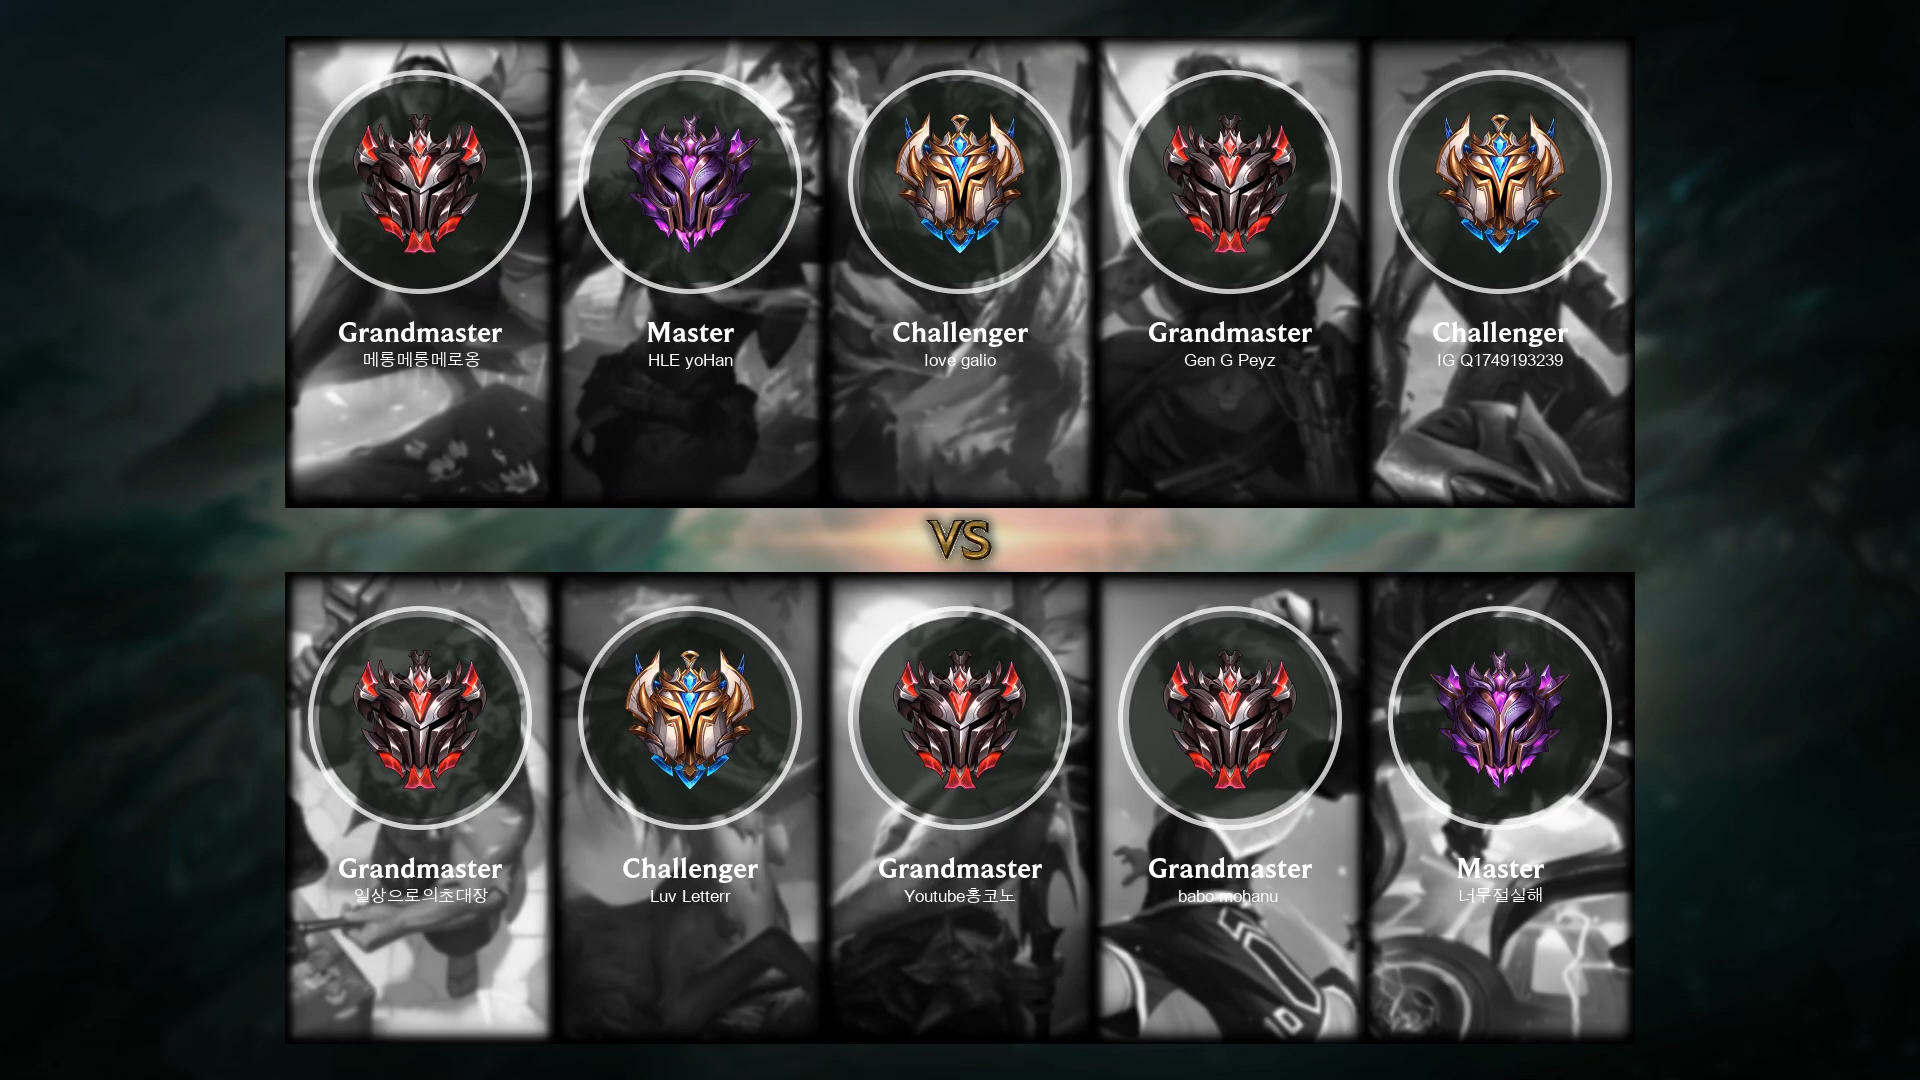 Grandmaster
메롱메롱메로옹
Master
HLE yoHan
Challenger
love galio
Grandmaster
Gen G Peyz
Challenger
IG Q1749193239
VS
Grandmaster
일상으로의초대장
Challenger
Luv Letterr
Grandmaster
Youtube홍코노
Grandmaster
babo mohanu
Master
너무절실해
10